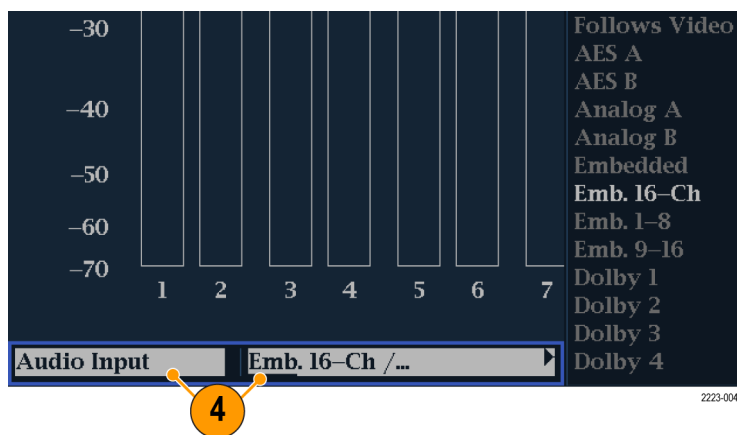 –30
–40
–50
–60
–70
1 2 3 4 5 6 7
Follows Video
AES A
AES B
Analog A
Analog B
Embedded
Emb. 16–Ch
Emb. 1–8
Emb. 9–16
Dolby 1
Dolby 2
Dolby 3
Dolby 4
Audio Input Emb. 16–Ch /...
4
2223-004